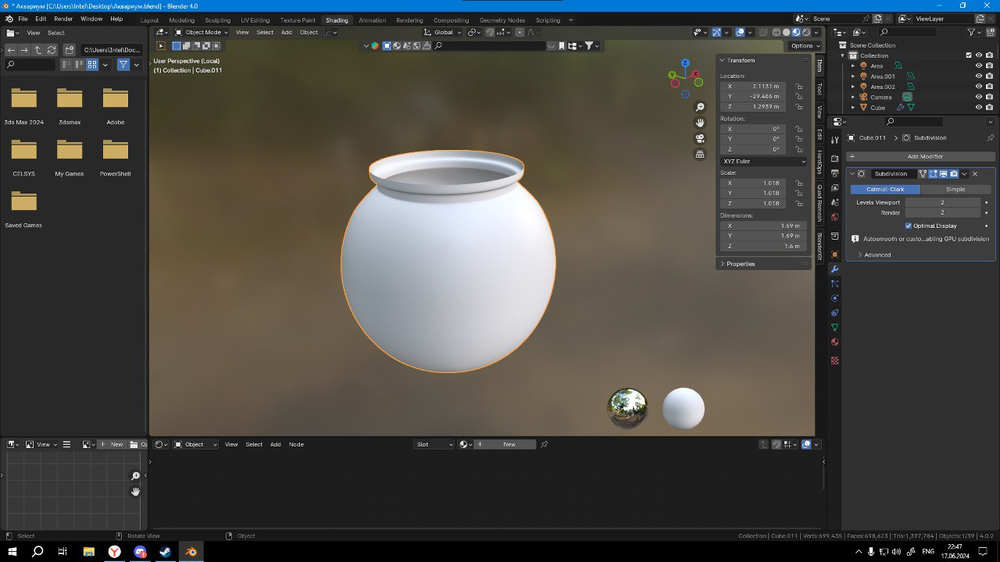 * Аквариум [C:\Users\Intel\Desktop\Аквариум.blend] - Blender 4.0
File Edit Render Window Help Layout Modeling Sculpting UV Editing Texture Paint Shading Animation Rendering Compositing Geometry Nodes Scripting + Scene ViewLayer
View Select Object Mode View Select Add Object Global
C:\Users\Intel\Doc... Options
User Perspective (Local)
(1) Collection | Cube.011
3ds Max 2024 3dsmax Adobe
CELSYS My Games PowerShell
Saved Games
Z
Y
X
Transform
Location:
X 2.1131 m
Y -29.486 m
Z 1.2939 m
Rotation:
X 0°
Y 0°
Z 0°
XYZ Euler
Scale:
X 1.018
Y 1.018
Z 1.018
Dimensions:
X 1.69 m
Y 1.69 m
Z 1.6 m
Properties
Item
Tool
View
Edit
HardOps
Quad Remesh
BlenderKit
Scene Collection
Collection
Area
Area.001
Area.002
Camera
Cube
Cube.011 > Subdivision
+ Add Modifier
Subdivision
Catmull-Clark Simple
Levels Viewport 2
Render 2
Optimal Display
Autosmooth or custo...abling GPU subdivision
Advanced
View + New Op Object View Select Add Node Slot + New
Select Rotate View Object Collection | Cube.011 | Verts:699,435 | Faces:698,623 | Tris:1,397,784 | Objects:1/39 | 4.0.2
ENG
22:47
17.06.2024